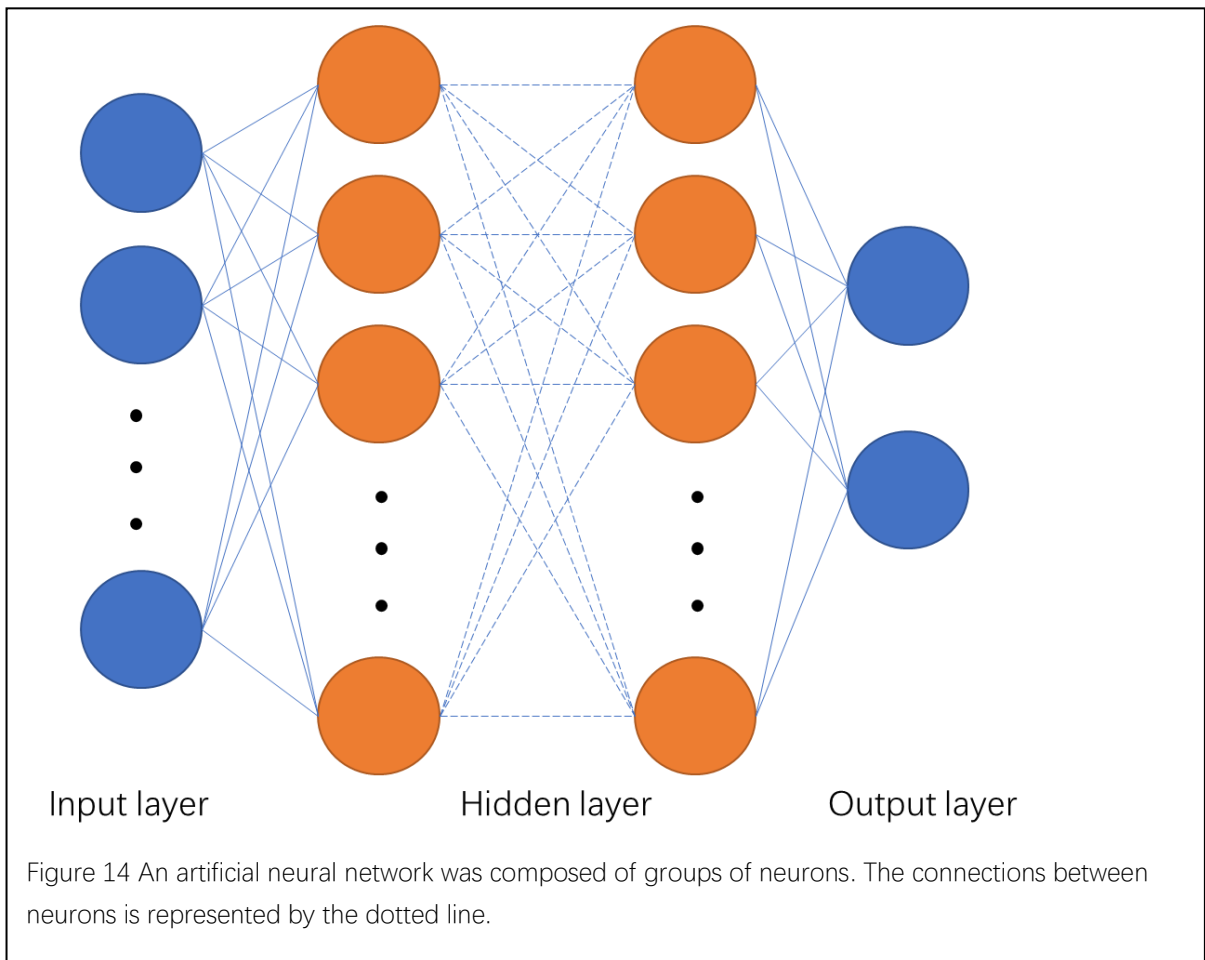 Input layer Hidden layer Output layer
Figure 14 An artificial neural network was composed of groups of neurons. The connections between
neurons is represented by the dotted line.